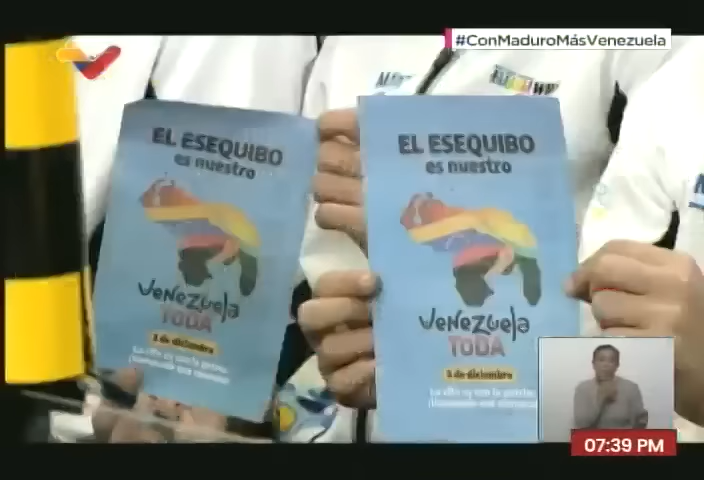 #ConMaduroMásVenezuela
EL ESEQUIBO
es nuestro
Venezuela
TODA
3 de diciembre
EL ESEQUIBO
es nuestro
Venezuela
TODA
3 de diciembre
07:39 PM